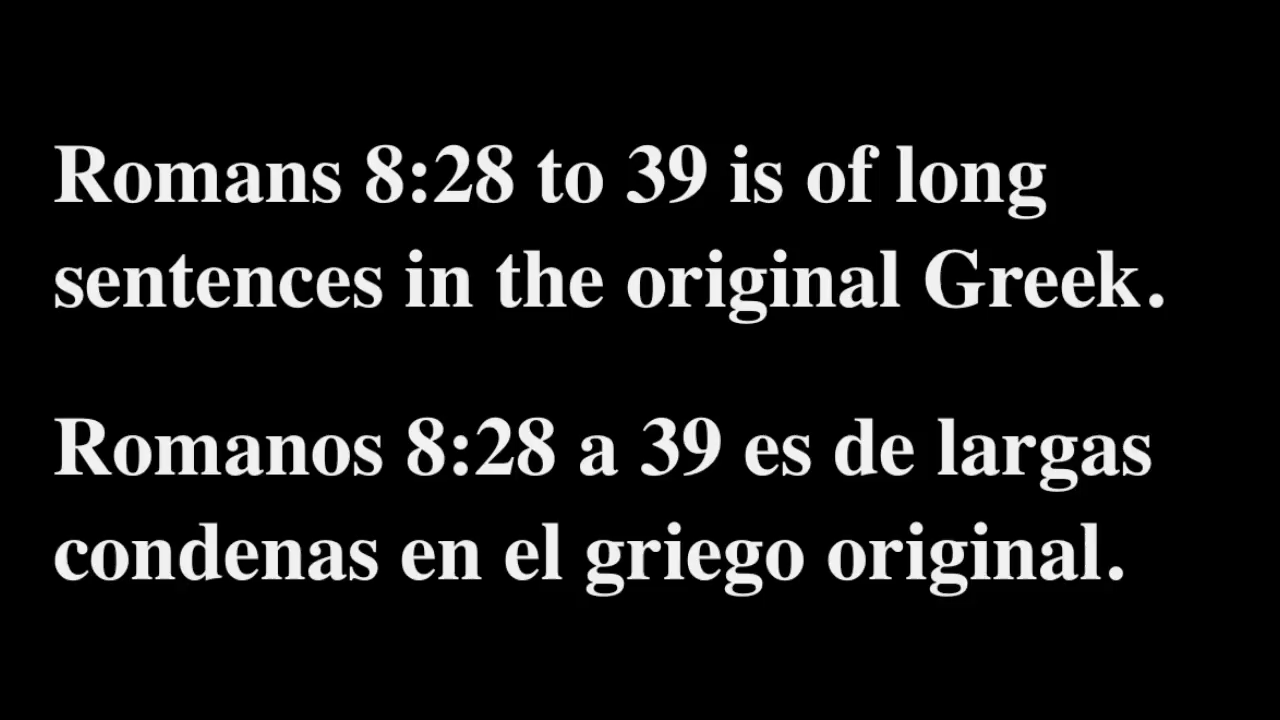 Romans 8:28 to 39 is of long
sentences in the original Greek.
Romanos 8:28 a 39 es de largas
condenas en el griego original.